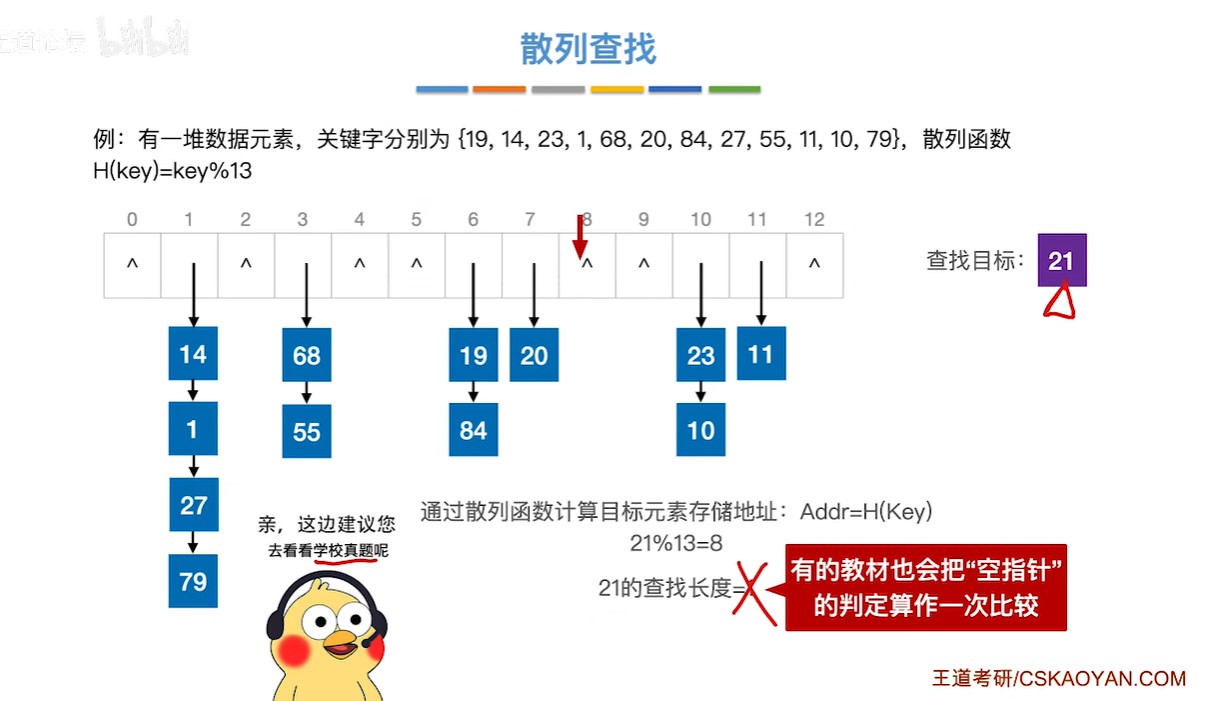 王道论坛 bilibili
散列查找
例：有一堆数据元素，关键字分别为 {19, 14, 23, 1, 68, 20, 84, 27, 55, 11, 10, 79}，散列函数
H(key)=key%13
0 1 2 3 4 5 6 7 8 9 10 11 12
^ ^ ^ ^ ^ ^ ^
查找目标： 21
14 68 19 20 23 11
1 55 84 10
27
79
通过散列函数计算目标元素存储地址：Addr=H(Key)
21%13=8
21的查找长度=
有的教材也会把“空指针”
的判定算作一次比较
亲，这边建议您
去看看学校真题呢
王道考研/CSKAOYAN.COM